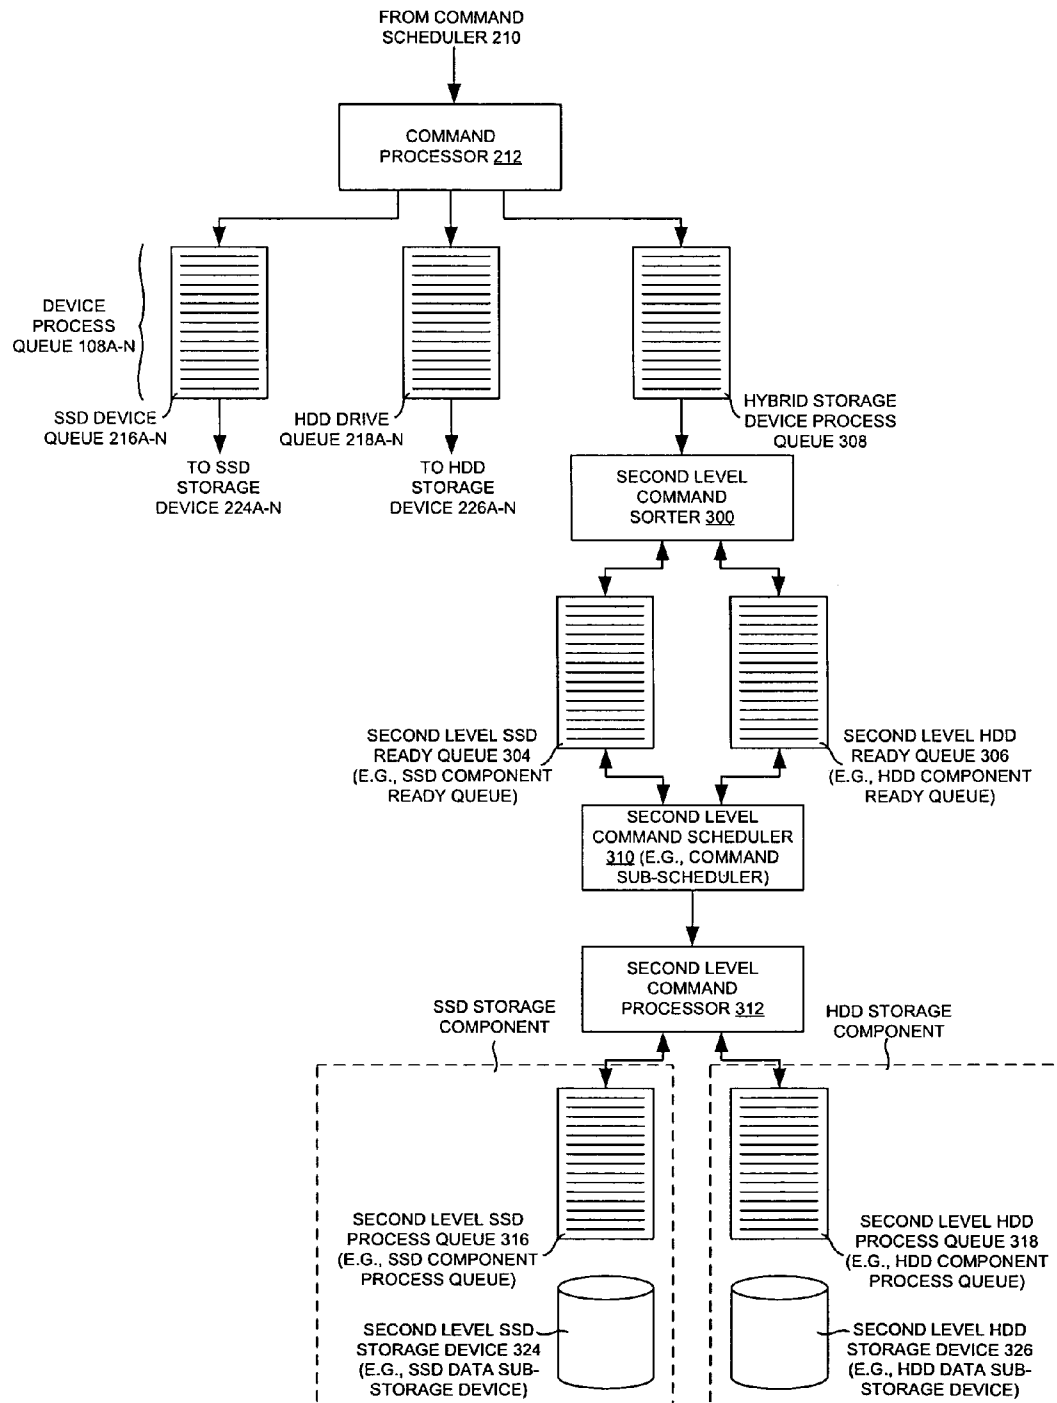 FROM COMMAND
SCHEDULER 210
COMMAND
PROCESSOR 212
DEVICE
PROCESS
QUEUE 108A-N
SSD DEVICE
QUEUE 216A-N
HDD DRIVE
QUEUE 218A-N
HYBRID STORAGE
DEVICE PROCESS
QUEUE 308
TO SSD
STORAGE
DEVICE 224A-N
TO HDD
STORAGE
DEVICE 226A-N
SECOND LEVEL
COMMAND
SORTER 300
SECOND LEVEL SSD
READY QUEUE 304
(E.G., SSD COMPONENT
READY QUEUE)
SECOND LEVEL HDD
READY QUEUE 306
(E.G., HDD COMPONENT
READY QUEUE)
SECOND LEVEL
COMMAND SCHEDULER
310 (E.G., COMMAND
SUB-SCHEDULER)
SECOND LEVEL
COMMAND
PROCESSOR 312
SSD STORAGE
COMPONENT
HDD STORAGE
COMPONENT
SECOND LEVEL SSD
PROCESS QUEUE 316
(E.G., SSD COMPONENT
PROCESS QUEUE)
SECOND LEVEL HDD
PROCESS QUEUE 318
(E.G., HDD COMPONENT
PROCESS QUEUE)
SECOND LEVEL SSD
STORAGE DEVICE 324
(E.G., SSD DATA SUB-
STORAGE DEVICE)
SECOND LEVEL HDD
STORAGE DEVICE 326
(E.G., HDD DATA SUB-
STORAGE DEVICE)